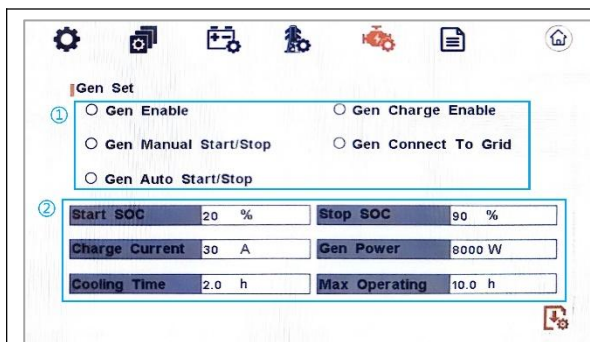 Gen Set
①
Gen Enable Gen Charge Enable
Gen Manual Start/Stop Gen Connect To Grid
Gen Auto Start/Stop
②
Start SOC 20 % Stop SOC 90 %
Charge Current 30 A Gen Power 8000 W
Cooling Time 2.0 h Max Operating 10.0 h